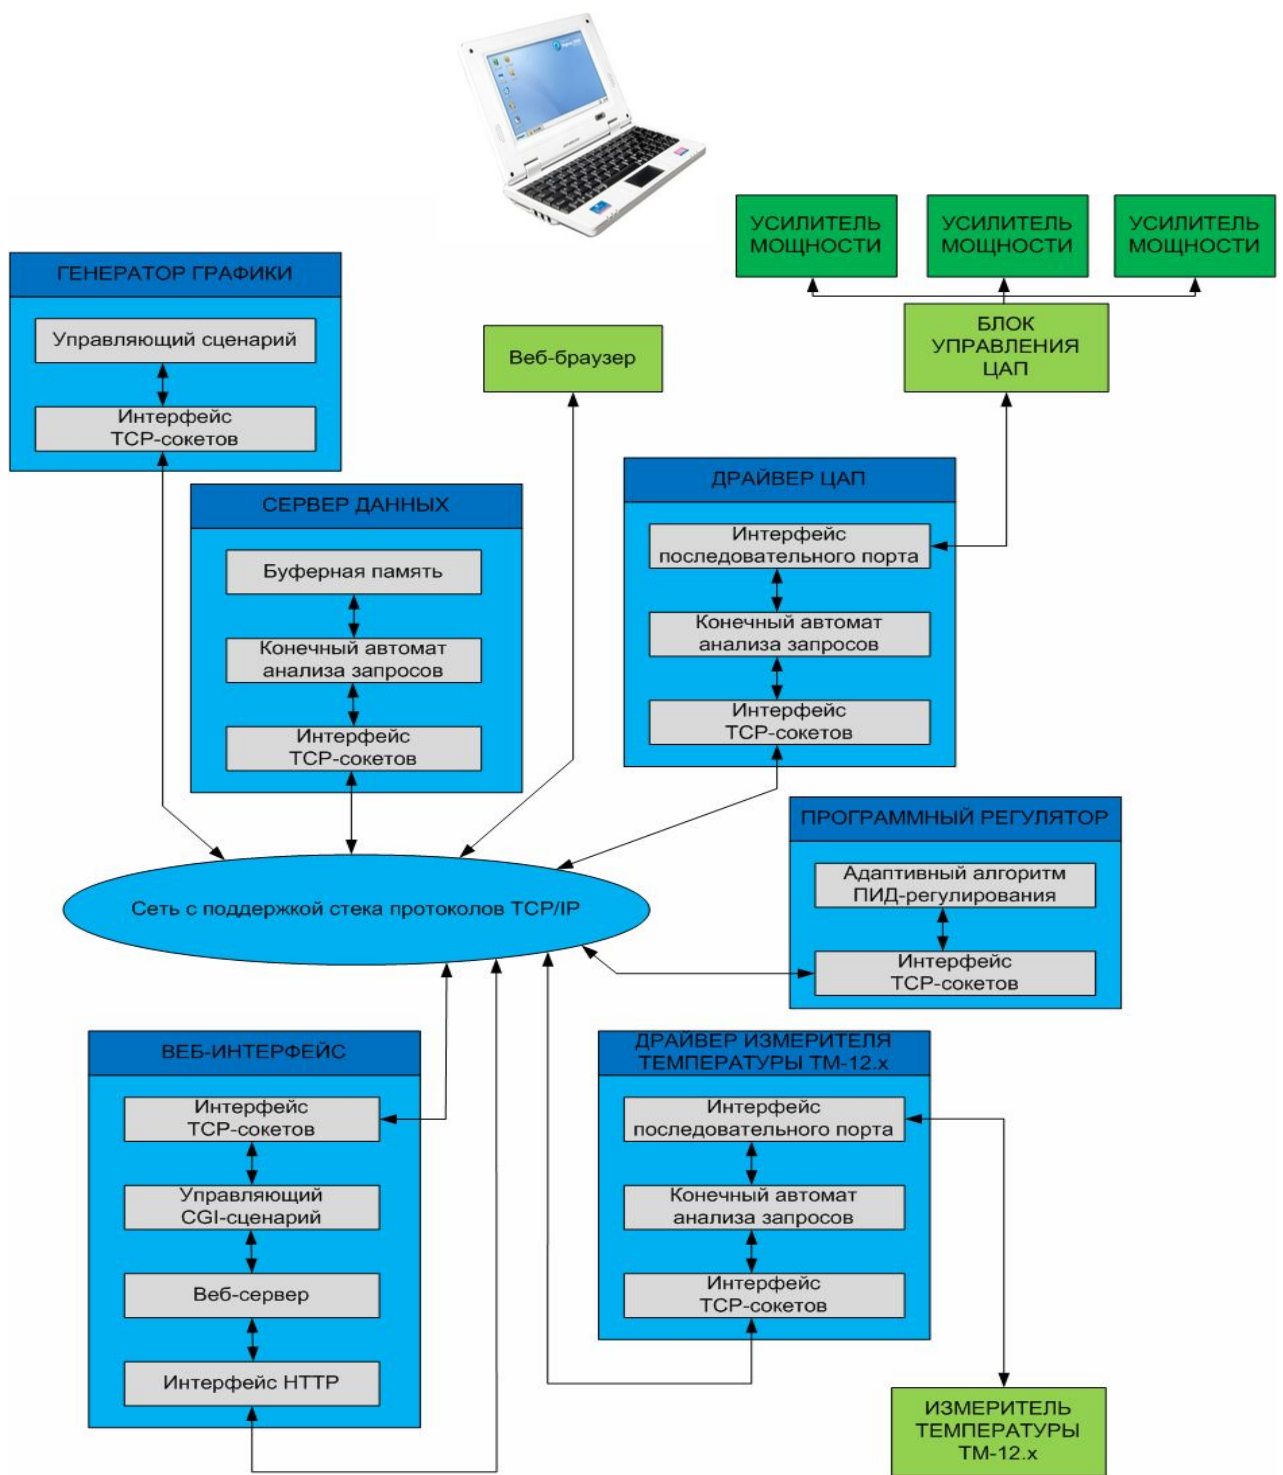 УСИЛИТЕЛЬ
МОЩНОСТИ
УСИЛИТЕЛЬ
МОЩНОСТИ
УСИЛИТЕЛЬ
МОЩНОСТИ
ГЕНЕРАТОР ГРАФИКИ
Управляющий сценарий
Интерфейс
TCP-сокетов
Веб-браузер
БЛОК
УПРАВЛЕНИЯ
ЦАП
СЕРВЕР ДАННЫХ
Буферная память
Конечный автомат
анализа запросов
Интерфейс
TCP-сокетов
ДРАЙВЕР ЦАП
Интерфейс
последовательного порта
Конечный автомат
анализа запросов
Интерфейс
TCP-сокетов
ПРОГРАММНЫЙ РЕГУЛЯТОР
Адаптивный алгоритм
ПИД-регулирования
Интерфейс
TCP-сокетов
Сеть с поддержкой стека протоколов TCP/IP
ВЕБ-ИНТЕРФЕЙС
Интерфейс
TCP-сокетов
Управляющий
CGI-сценарий
Веб-сервер
Интерфейс HTTP
ДРАЙВЕР ИЗМЕРИТЕЛЯ
ТЕМПЕРАТУРЫ ТМ-12.x
Интерфейс
последовательного порта
Конечный автомат
анализа запросов
Интерфейс
TCP-сокетов
ИЗМЕРИТЕЛЬ
ТЕМПЕРАТУРЫ
ТМ-12.x